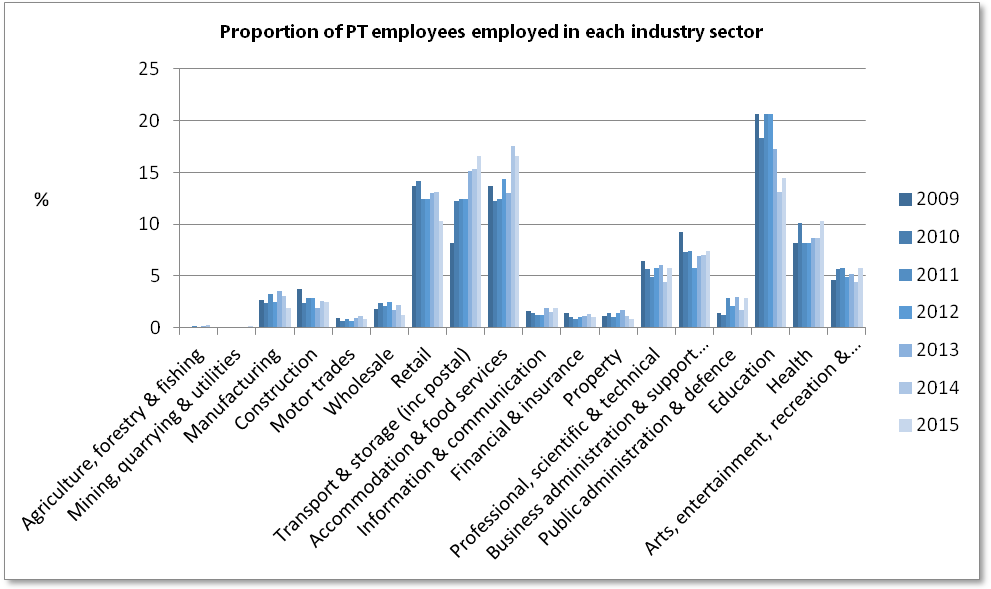 Proportion of PT employees employed in each industry sector
25
20
15
10
5
0
%
Agriculture, forestry & fishing
Mining, quarrying & utilities
Manufacturing
Construction
Motor trades
Wholesale
Retail
Transport & storage (inc postal)
Accommodation & food services
Information & communication
Financial & insurance
Property
Professional, scientific & technical
Business administration & support...
Public administration & defence
Education
Health
Arts, entertainment, recreation &...
2009
2010
2011
2012
2013
2014
2015